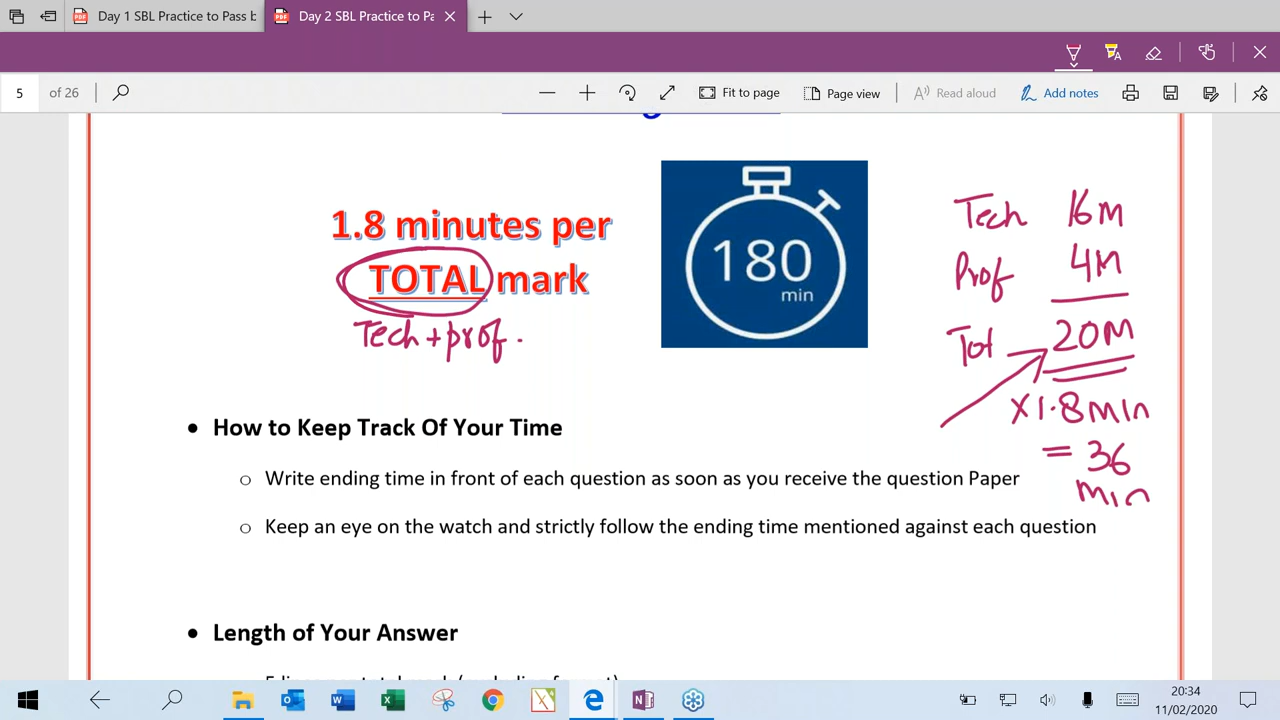 Day 1 SBL Practice to Pass b
Day 2 SBL Practice to Pa
5 of 26
Fit to page
Page view
Read aloud
Add notes
1.8 minutes per
TOTAL mark
Tech + prof.
180
min
Tech 16M
Prof 4M
Tot 20M
X1.8min
= 36
min
• How to Keep Track Of Your Time
o Write ending time in front of each question as soon as you receive the question Paper
o Keep an eye on the watch and strictly follow the ending time mentioned against each question
• Length of Your Answer
20:34
11/02/2020